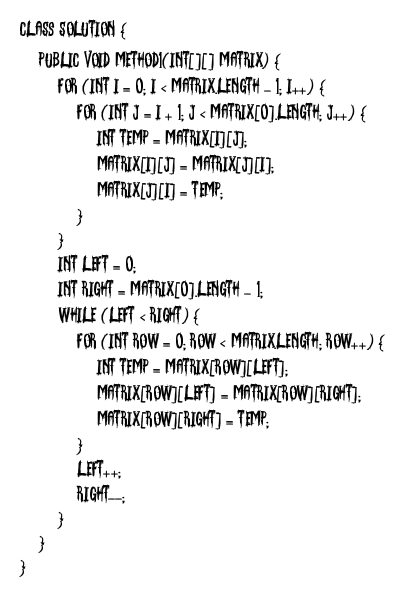 CLASS SOLUTION {
PUBLIC VOID METHOD1(INT[][] MATRIX) {
FOR (INT I = 0; I < MATRIX.LENGTH - 1; I++) {
FOR (INT J = I + 1; J < MATRIX[0].LENGTH; J++) {
INT TEMP = MATRIX[I][J];
MATRIX[I][J] = MATRIX[J][I];
MATRIX[J][I] = TEMP;
}
}
INT LEFT = 0;
INT RIGHT = MATRIX[0].LENGTH - 1;
WHILE (LEFT < RIGHT) {
FOR (INT ROW = 0; ROW < MATRIX.LENGTH; ROW++) {
INT TEMP = MATRIX[ROW][LEFT];
MATRIX[ROW][LEFT] = MATRIX[ROW][RIGHT];
MATRIX[ROW][RIGHT] = TEMP;
}
LEFT++;
RIGHT--;
}
}
}